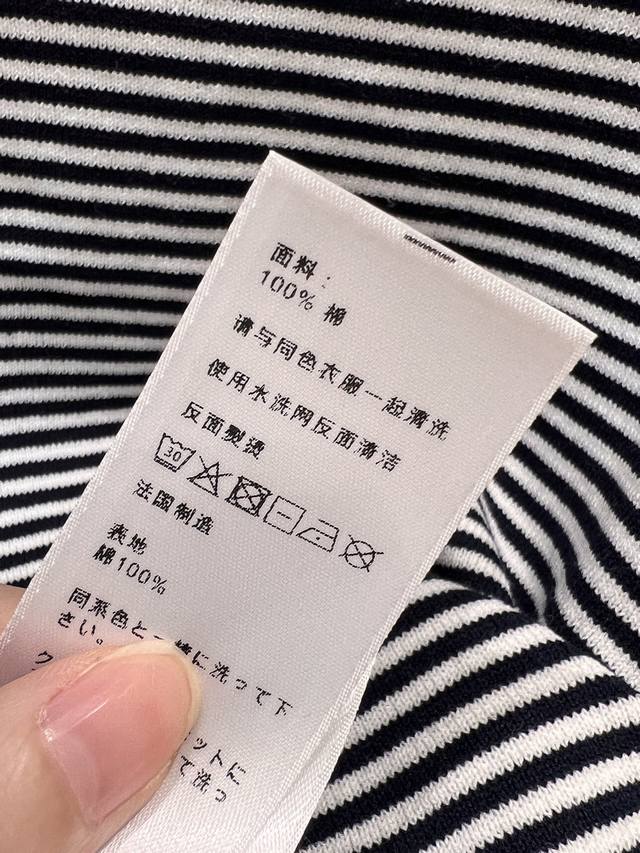 面料：
100% 棉
请与同色衣服一起清洗
使用水洗网反面清洁
反面熨烫
30
法国制造
表地
綿100%
同系色と一緒に洗って下
さい。
ク
ットに
て洗っ